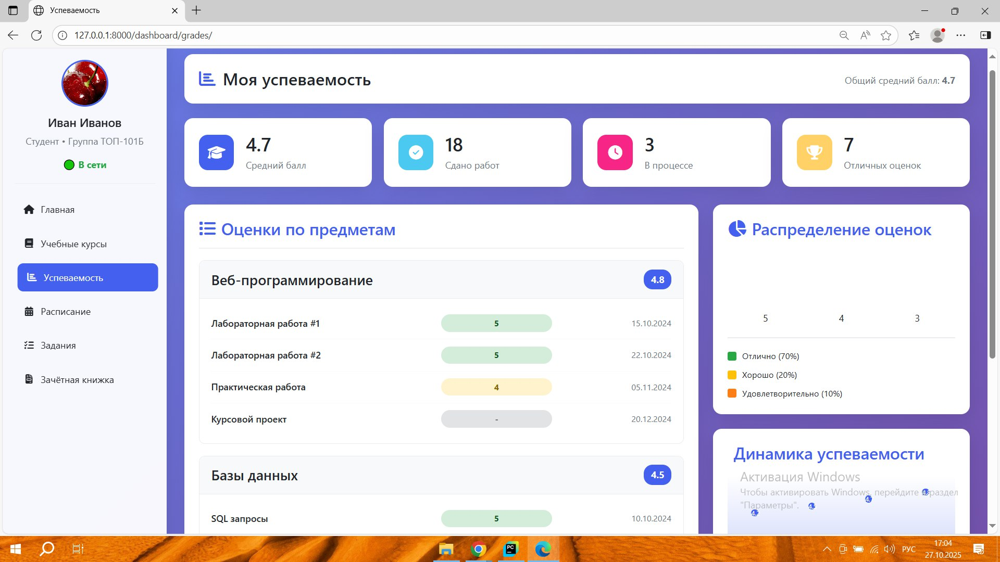 Успеваемость
127.0.0.1:8000/dashboard/grades/
Иван Иванов
Студент • Группа ТОП-101Б
В сети
Главная
Учебные курсы
Успеваемость
Расписание
Задания
Зачётная книжка
Моя успеваемость
Общий средний балл: 4.7
4.7
Средний балл
18
Сдано работ
3
В процессе
7
Отличных оценок
Оценки по предметам
Веб-программирование 4.8
Лабораторная работа #1 5 15.10.2024
Лабораторная работа #2 5 22.10.2024
Практическая работа 4 05.11.2024
Курсовой проект - 20.12.2024
Базы данных 4.5
SQL запросы 5 10.10.2024
Распределение оценок
5 4 3
Отлично (70%)
Хорошо (20%)
Удовлетворительно (10%)
Динамика успеваемости
Активация Windows
Чтобы активировать Windows, перейдите в раздел
"Параметры".
PC
РУС
17:04
27.10.2025